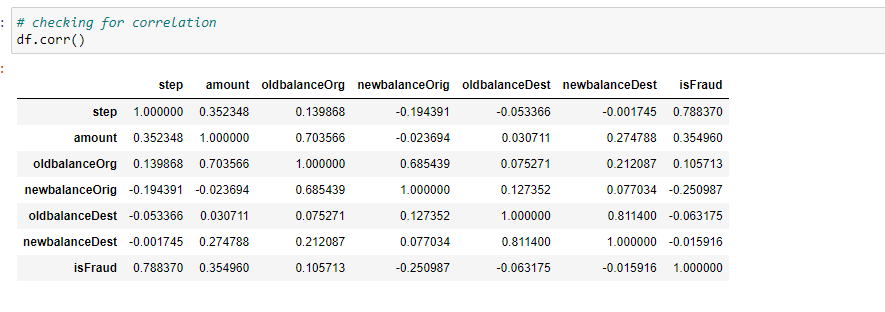 : # checking for correlation
df.corr()
:
step amount oldbalanceOrg newbalanceOrig oldbalanceDest newbalanceDest isFraud
step 1.000000 0.352348 0.139868 -0.194391 -0.053366 -0.001745 0.788370
amount 0.352348 1.000000 0.703566 -0.023694 0.030711 0.274788 0.354960
oldbalanceOrg 0.139868 0.703566 1.000000 0.685439 0.075271 0.212087 0.105713
newbalanceOrig -0.194391 -0.023694 0.685439 1.000000 0.127352 0.077034 -0.250987
oldbalanceDest -0.053366 0.030711 0.075271 0.127352 1.000000 0.811400 -0.063175
newbalanceDest -0.001745 0.274788 0.212087 0.077034 0.811400 1.000000 -0.015916
isFraud 0.788370 0.354960 0.105713 -0.250987 -0.063175 -0.015916 1.000000